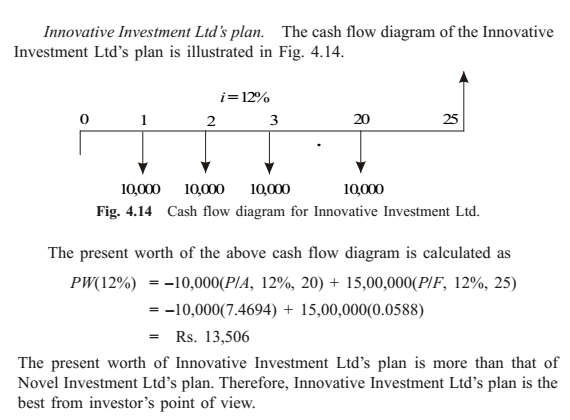 Innovative Investment Ltd's plan. The cash flow diagram of the Innovative
Investment Ltd's plan is illustrated in Fig. 4.14.
i=12%
0 1 2 3 20 25
10,000 10,000 10,000 10,000
Fig. 4.14 Cash flow diagram for Innovative Investment Ltd.
The present worth of the above cash flow diagram is calculated as
PW(12%) = –10,000(P/A, 12%, 20) + 15,00,000(P/F, 12%, 25)
= –10,000(7.4694) + 15,00,000(0.0588)
= Rs. 13,506
The present worth of Innovative Investment Ltd's plan is more than that of
Novel Investment Ltd's plan. Therefore, Innovative Investment Ltd's plan is the
best from investor's point of view.